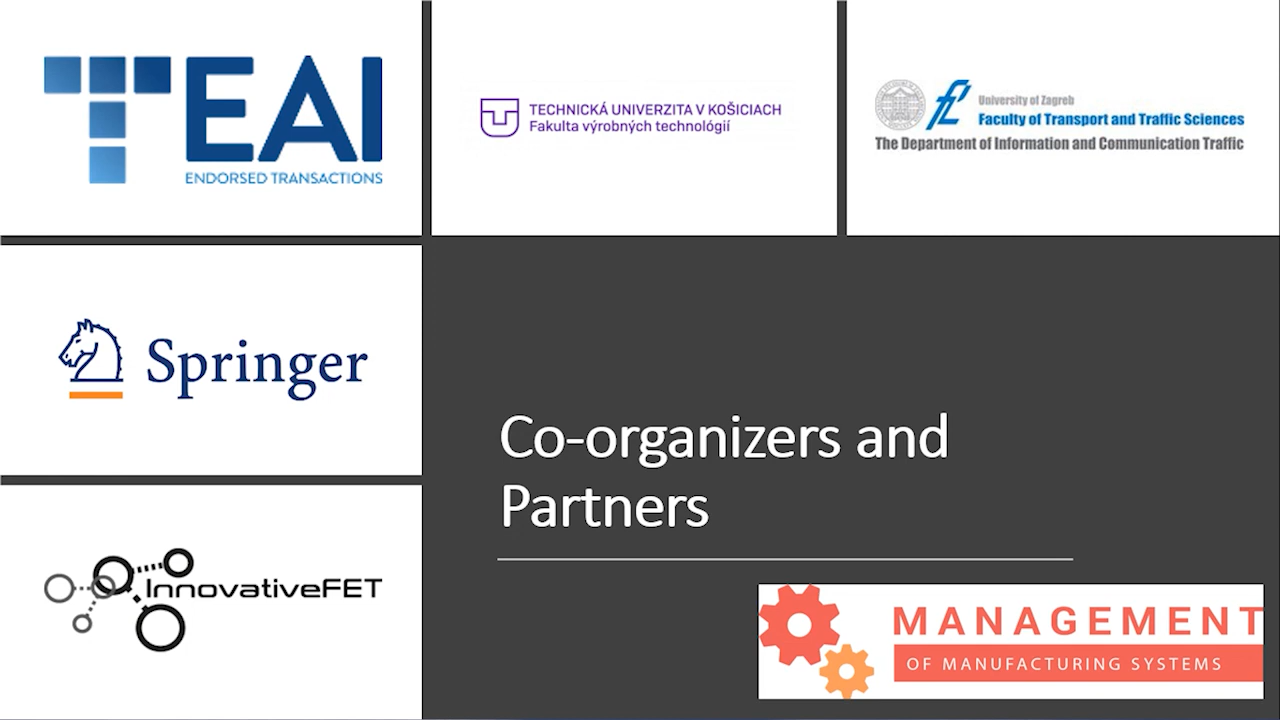 TEAI
ENDORSED TRANSACTIONS
TECHNICKÁ UNIVERZITA V KOŠICIACH
Fakulta výrobných technológií
University of Zagreb
Faculty of Transport and Traffic Sciences
The Department of Information and Communication Traffic
Springer
InnovativeFET
Co-organizers and
Partners
MANAGEMENT
OF MANUFACTURING SYSTEMS